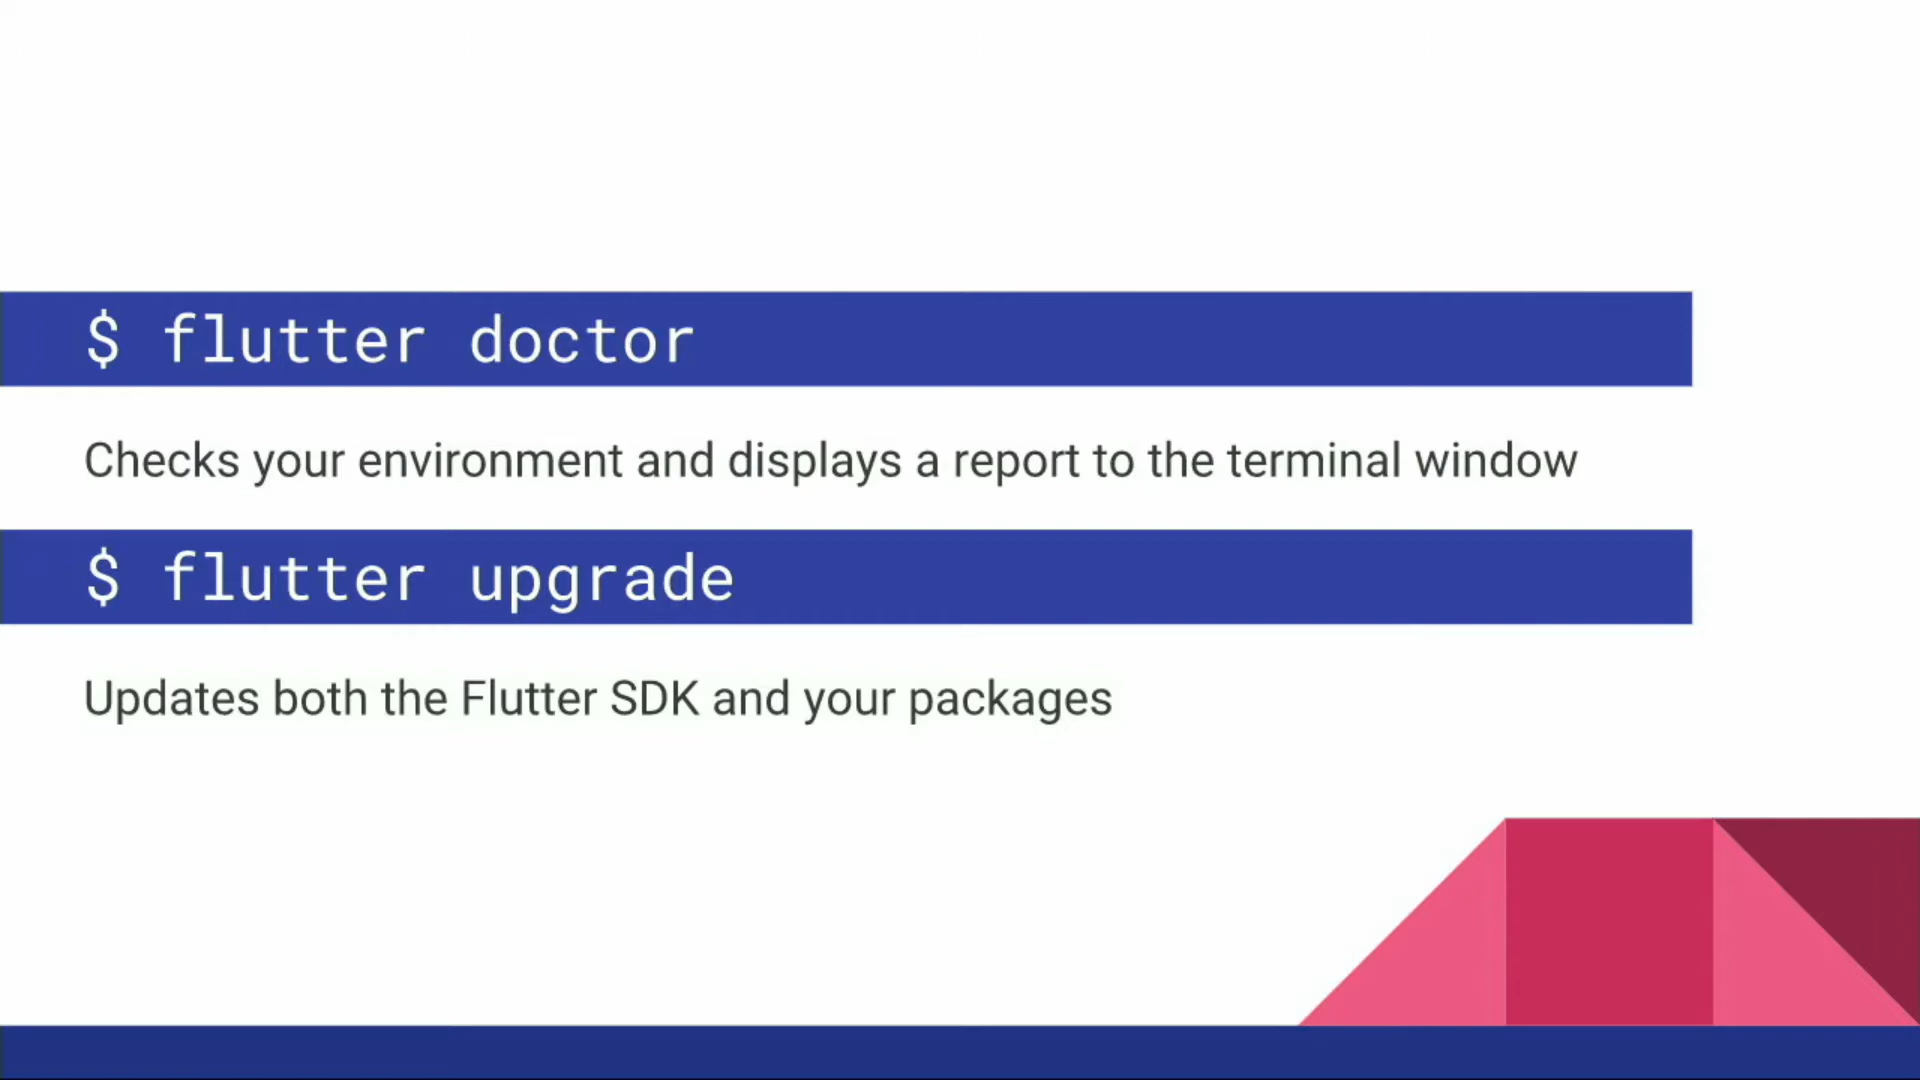 $ flutter doctor
Checks your environment and displays a report to the terminal window
$ flutter upgrade
Updates both the Flutter SDK and your packages